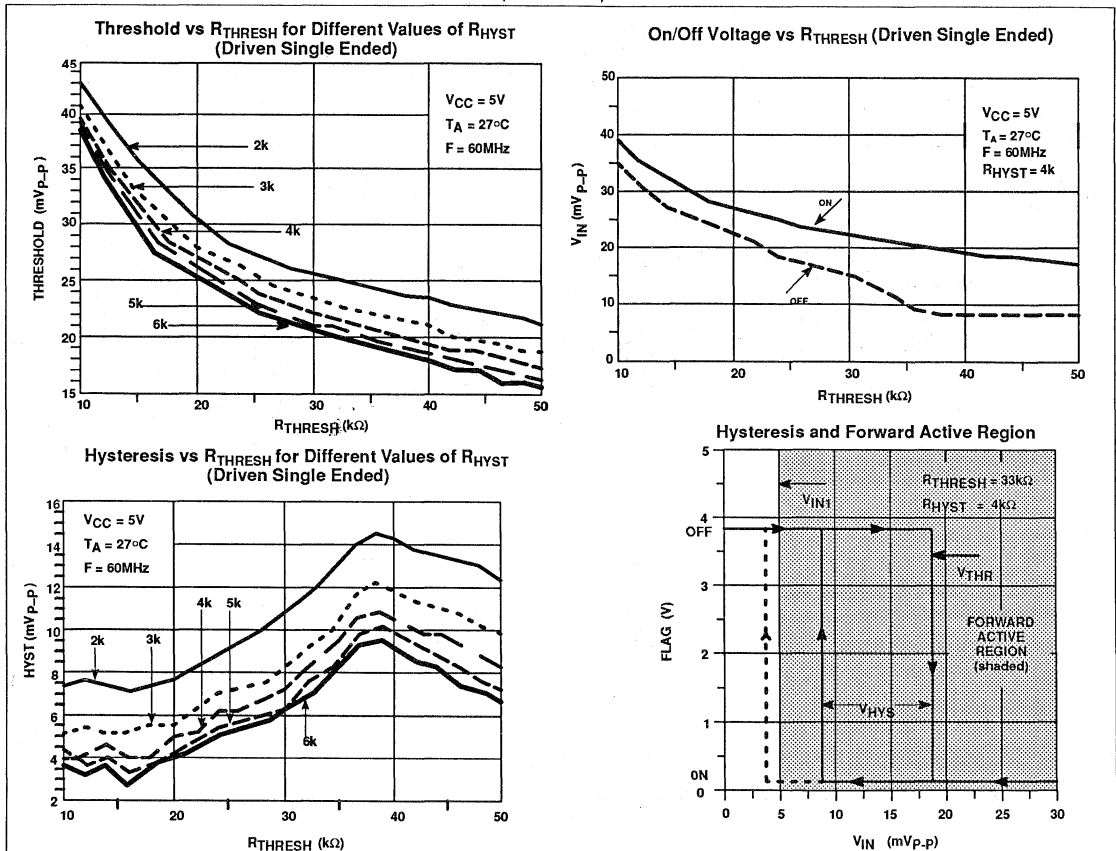 Threshold vs RTHRESH for Different Values of RHYST
(Driven Single Ended)
THRESHOLD (mVP–P)
45
40
35
30
25
20
15
VCC = 5V
TA = 27°C
F = 60MHz
2k
3k
4k
5k
6k
10
20
30
40
50
RTHRESH (kΩ)
On/Off Voltage vs RTHRESH (Driven Single Ended)
VIN (mVP–P)
50
40
30
20
10
0
VCC = 5V
TA = 27°C
F = 60MHz
RHYST = 4k
ON
OFF
10
20
30
40
50
RTHRESH (kΩ)
Hysteresis vs RTHRESH for Different Values of RHYST
(Driven Single Ended)
HYST (mVP–P)
16
14
12
10
8
6
4
2
VCC = 5V
TA = 27°C
F = 60MHz
2k
3k
4k
5k
6k
10
20
30
40
50
RTHRESH (kΩ)
Hysteresis and Forward Active Region
FLAG (V)
5
4
OFF
3
2
1
ON
0
VIN1
RTHRESH = 33kΩ
RHYST = 4kΩ
VTHR
FORWARD
ACTIVE
REGION
(shaded)
VHYS
0
5
10
15
20
25
30
VIN (mVP–P)